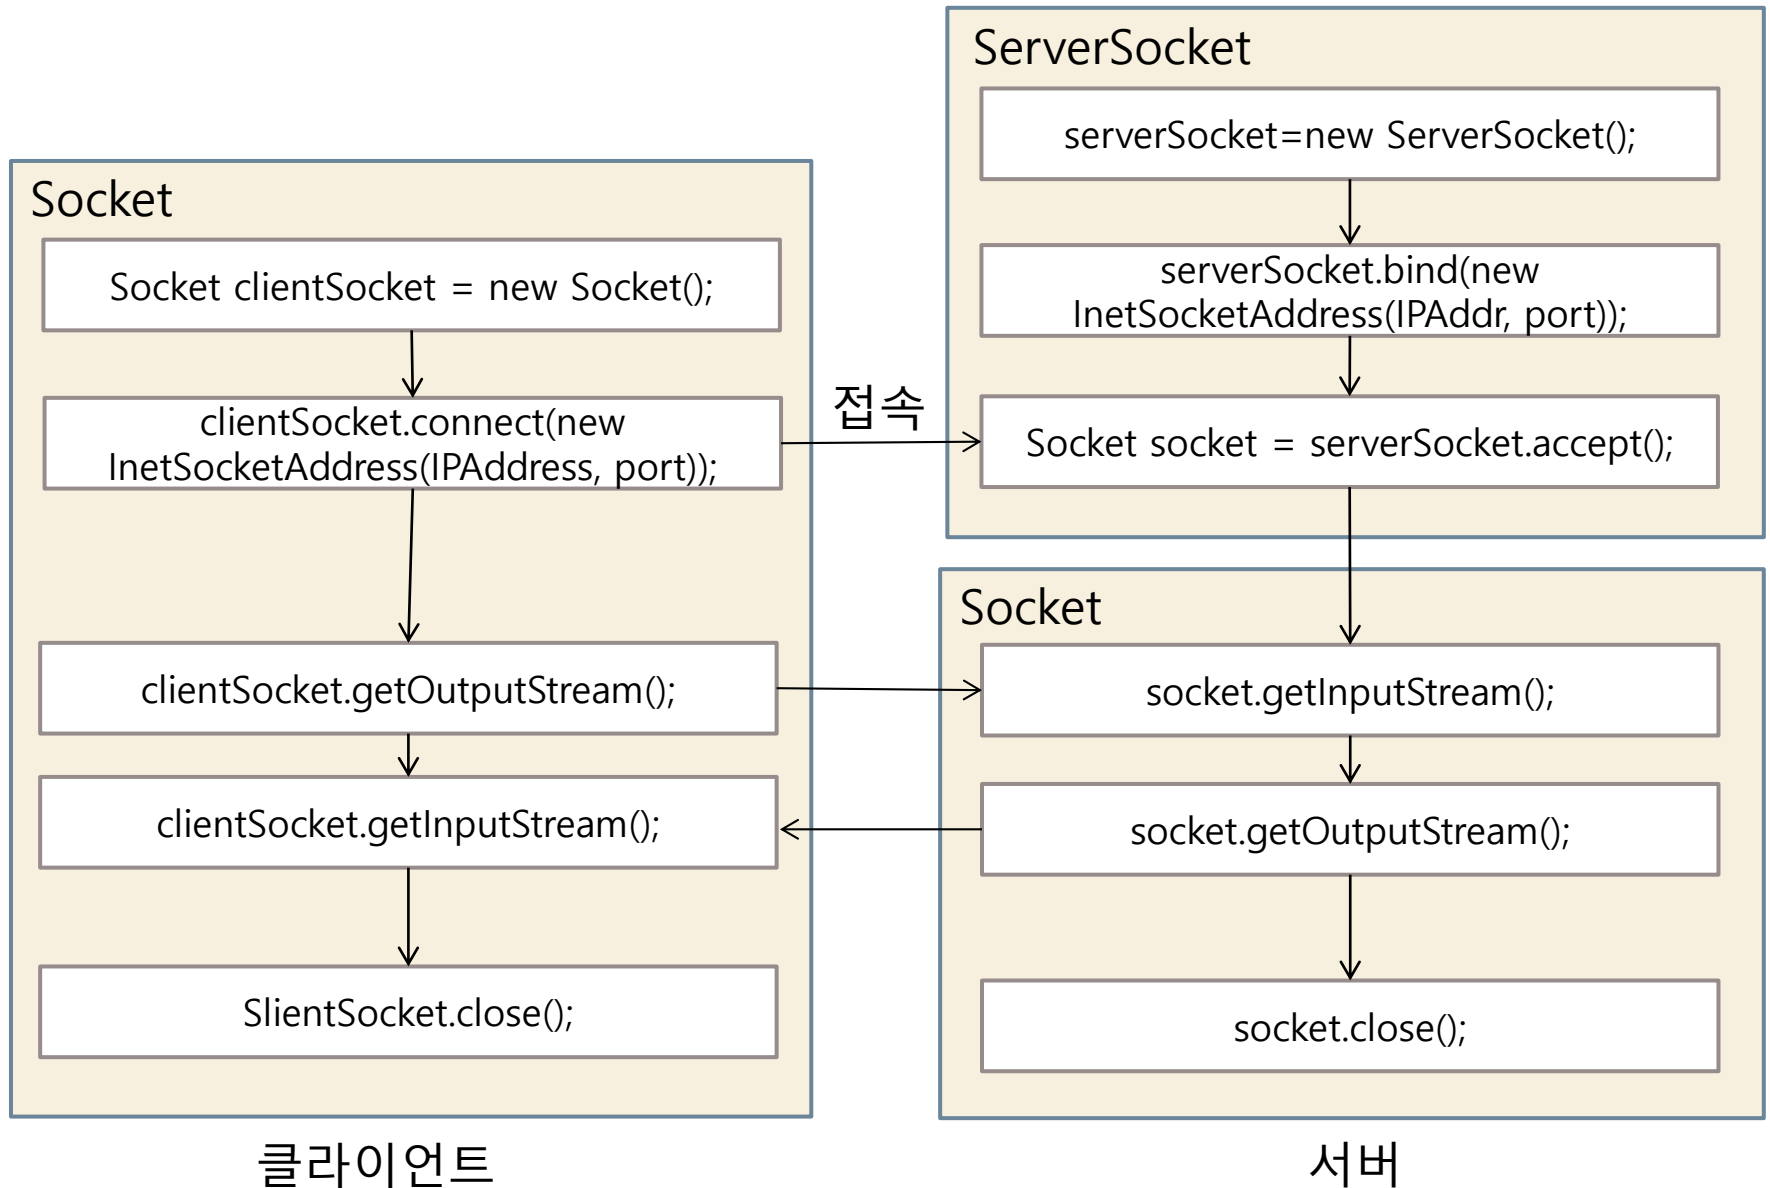 ServerSocket
serverSocket=new ServerSocket();
serverSocket.bind(new
InetSocketAddress(IPAddr, port));
Socket socket = serverSocket.accept();
Socket
Socket clientSocket = new Socket();
clientSocket.connect(new
InetSocketAddress(IPAddress, port));
접속
clientSocket.getOutputStream();
clientSocket.getInputStream();
SlientSocket.close();
Socket
socket.getInputStream();
socket.getOutputStream();
socket.close();
클라이언트
서버